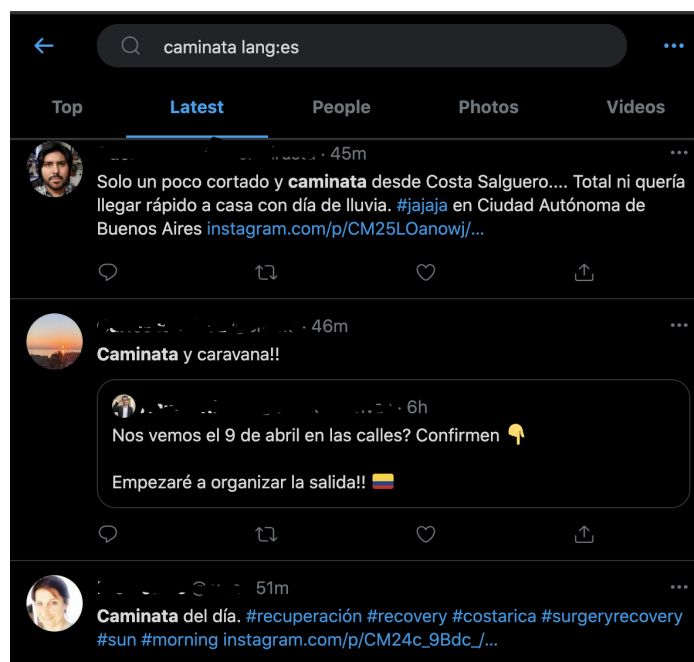 caminata lang:es
Top Latest People Photos Videos
· 45m
Solo un poco cortado y caminata desde Costa Salguero.... Total ni quería
llegar rápido a casa con día de lluvia. #jajaja en Ciudad Autónoma de
Buenos Aires instagram.com/p/CM25LOanowj/...
· 46m
Caminata y caravana!!
· 6h
Nos vemos el 9 de abril en las calles? Confirmen 👇
Empezaré a organizar la salida!! 🇨🇴
51m
Caminata del día. #recuperación #recovery #costarica #surgeryrecovery
#sun #morning instagram.com/p/CM24c_9Bdc_/...